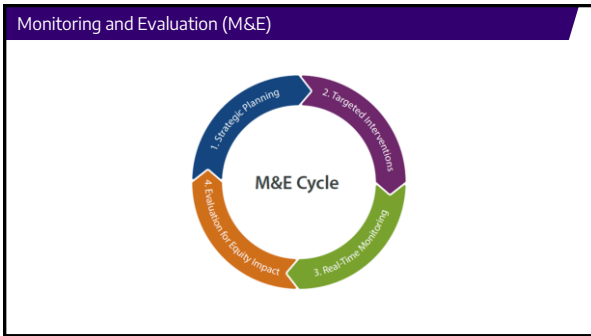 Monitoring and Evaluation (M&E)
1. Strategic Planning
2. Targeted Interventions
M&E Cycle
4. Evaluation for Equity Impact
3. Real-Time Monitoring